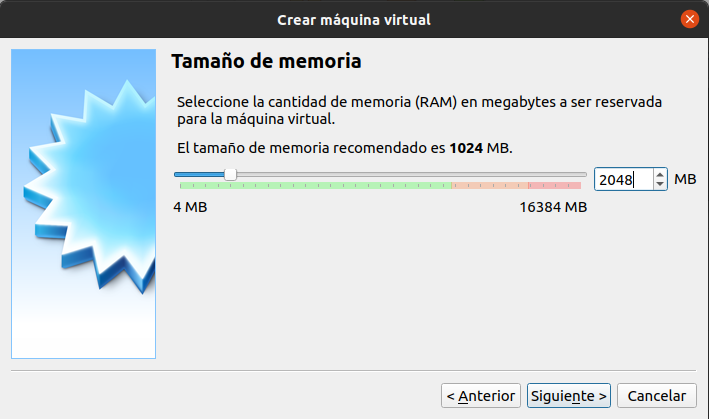 Crear máquina virtual
Tamaño de memoria
Seleccione la cantidad de memoria (RAM) en megabytes a ser reservada
para la máquina virtual.
El tamaño de memoria recomendado es 1024 MB.
2048 MB
4 MB 16384 MB
< Anterior Siguiente > Cancelar